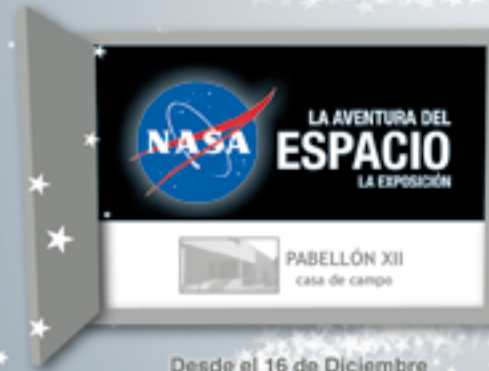 NASA
LA AVENTURA DEL
ESPACIO
LA EXPOSICIÓN
PABELLÓN XII
casa de campo
Desde el 16 de Diciembre